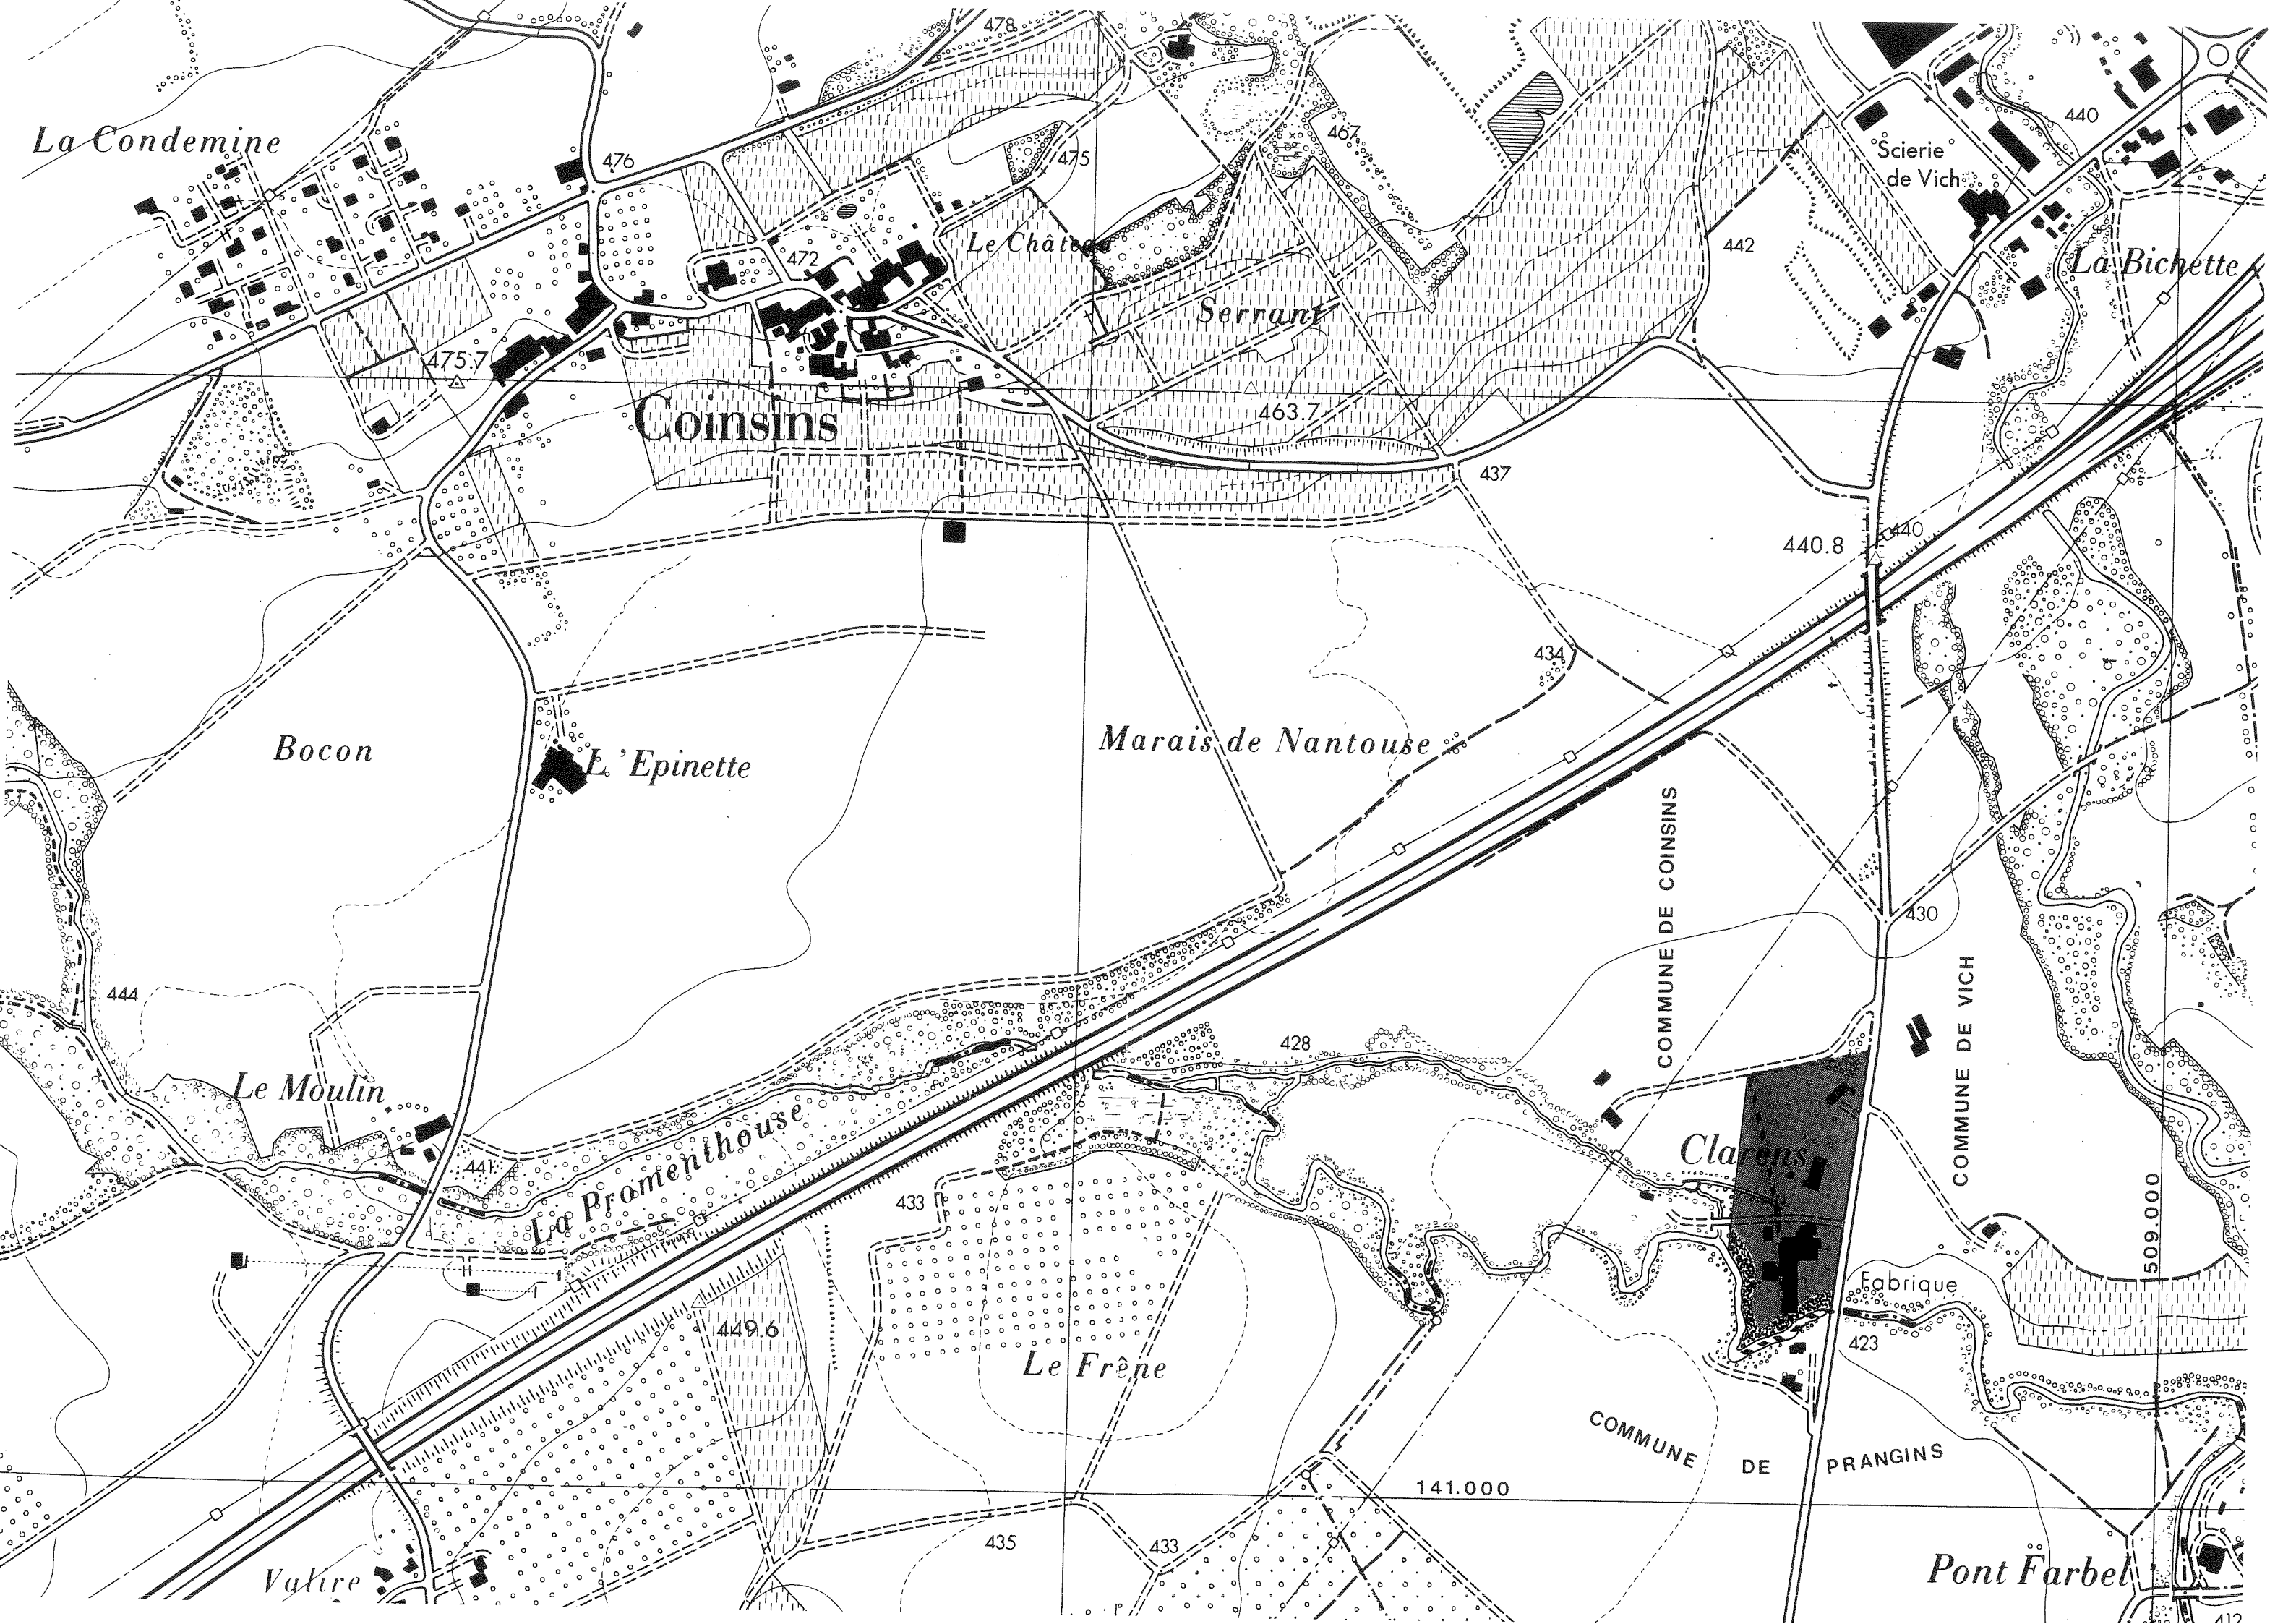 478
440
La Condemine
467
Scierie
de Vich
476
475
Le Château
472
442
La Bichette
Serrant
475.7
463.7
Coinsins
437
440.8
440
434
Bocon
L'Epinette
Marais de Nantouse
COMMUNE DE COINSINS
430
COMMUNE DE VICH
444
428
Le Moulin
La Promenthouse
441
Clarens
433
509.000
Fabrique
449.6
423
Le Frêne
COMMUNE DE PRANGINS
141.000
435
433
Valire
Pont Farbel
412